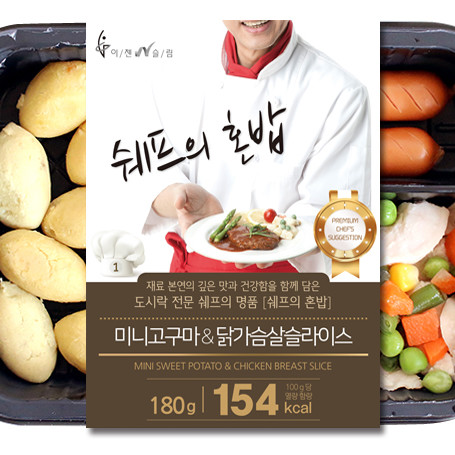 이/첸/슬/림
쉐프의 혼밥
PREMIUM
CHEF'S
SUGGESTION
1
재료 본연의 깊은 맛과 건강함을 함께 담은
도시락 전문 쉐프의 명품 [쉐프의 혼밥]
미니고구마&닭가슴살슬라이스
MINI SWEET POTATO & CHICKEN BREAST SLICE
180g 154 kcal
100g 당
열량 함량